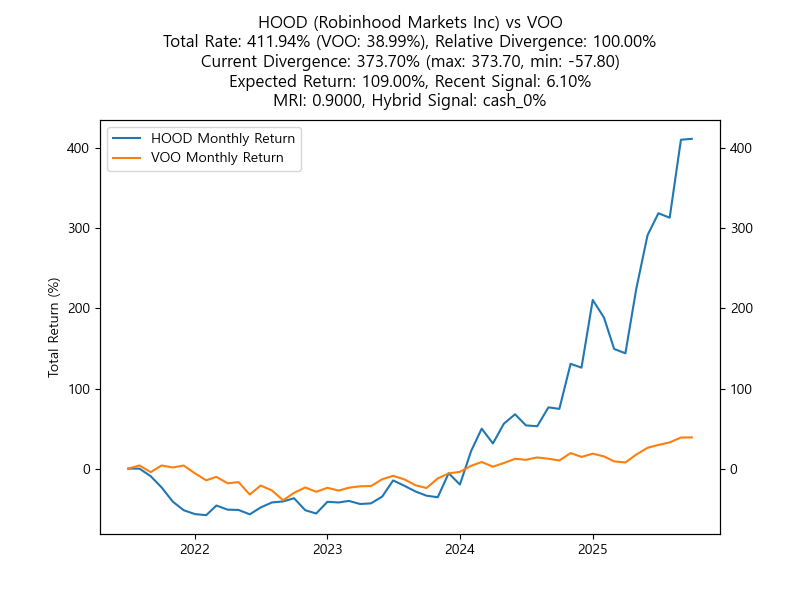 HOOD (Robinhood Markets Inc) vs VOO
Total Rate: 411.94% (VOO: 38.99%), Relative Divergence: 100.00%
Current Divergence: 373.70% (max: 373.70, min: -57.80)
Expected Return: 109.00%, Recent Signal: 6.10%
MRI: 0.9000, Hybrid Signal: cash_0%
HOOD Monthly Return
VOO Monthly Return
Total Return (%)
400
300
200
100
0
400
300
200
100
0
2022
2023
2024
2025